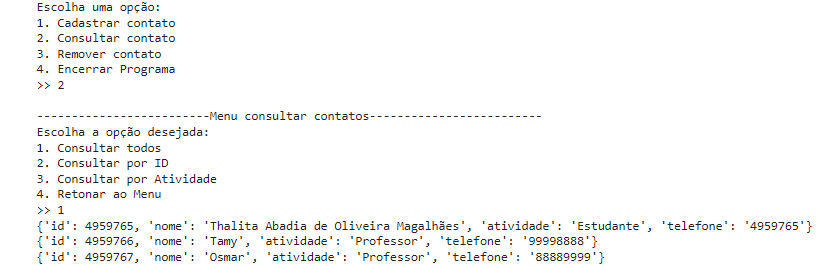 Escolha uma opção:
1. Cadastrar contato
2. Consultar contato
3. Remover contato
4. Encerrar Programa
>> 2
-------------------------Menu consultar contatos-------------------------
Escolha a opção desejada:
1. Consultar todos
2. Consultar por ID
3. Consultar por Atividade
4. Retonar ao Menu
>> 1
{'id': 4959765, 'nome': 'Thalita Abadia de Oliveira Magalhães', 'atividade': 'Estudante', 'telefone': '4959765'}
{'id': 4959766, 'nome': 'Tamy', 'atividade': 'Professor', 'telefone': '99998888'}
{'id': 4959767, 'nome': 'Osmar', 'atividade': 'Professor', 'telefone': '88889999'}